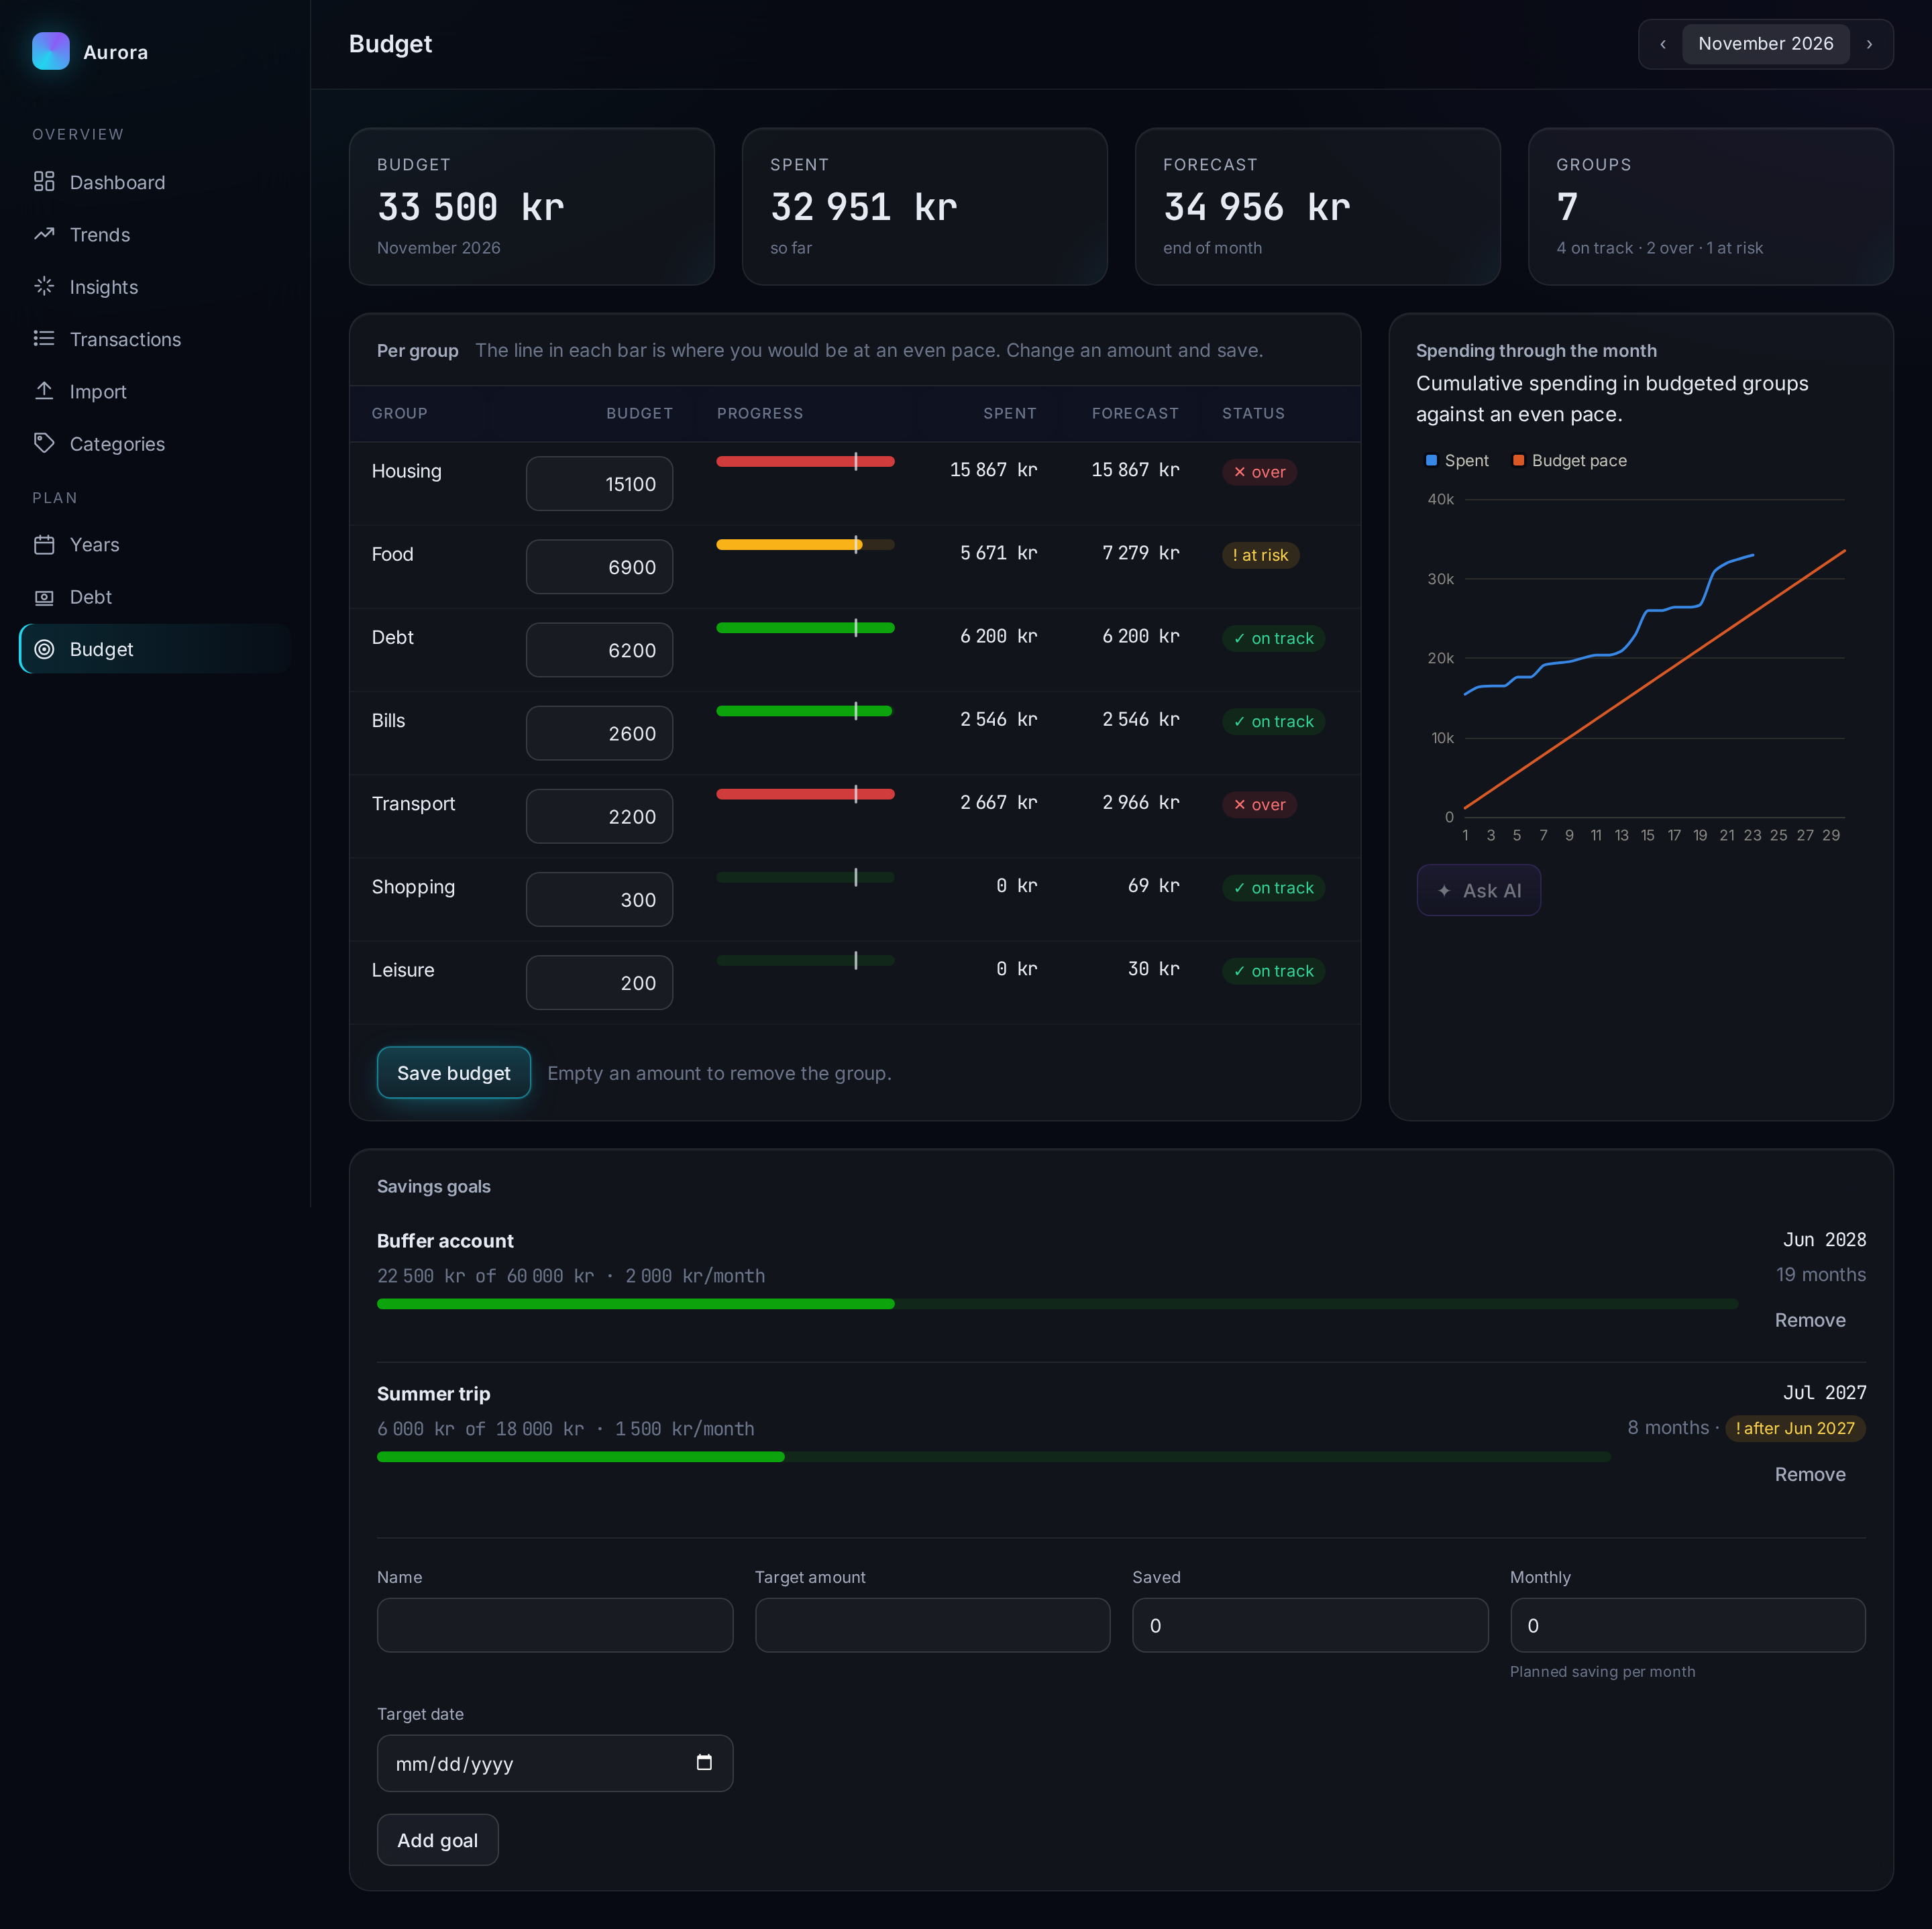 Aurora
OVERVIEW
Dashboard
Trends
Insights
Transactions
Import
Categories
PLAN
Years
Debt
Budget
Budget
‹ November 2026 ›
BUDGET
33 500 kr
November 2026
SPENT
32 951 kr
so far
FORECAST
34 956 kr
end of month
GROUPS
7
4 on track · 2 over · 1 at risk
Per group The line in each bar is where you would be at an even pace. Change an amount and save.
GROUP BUDGET PROGRESS SPENT FORECAST STATUS
Housing 15100 15 867 kr 15 867 kr ✕ over
Food 6900 5 671 kr 7 279 kr ! at risk
Debt 6200 6 200 kr 6 200 kr ✓ on track
Bills 2600 2 546 kr 2 546 kr ✓ on track
Transport 2200 2 667 kr 2 966 kr ✕ over
Shopping 300 0 kr 69 kr ✓ on track
Leisure 200 0 kr 30 kr ✓ on track
Save budget Empty an amount to remove the group.
Spending through the month
Cumulative spending in budgeted groups
against an even pace.
Spent Budget pace
40k
30k
20k
10k
0
1 3 5 7 9 11 13 15 17 19 21 23 25 27 29
✦ Ask AI
Savings goals
Buffer account
22 500 kr of 60 000 kr · 2 000 kr/month
Jun 2028
19 months
Remove
Summer trip
6 000 kr of 18 000 kr · 1 500 kr/month
Jul 2027
8 months · ! after Jun 2027
Remove
Name Target amount Saved Monthly
0 0
Planned saving per month
Target date
mm/dd/yyyy
Add goal